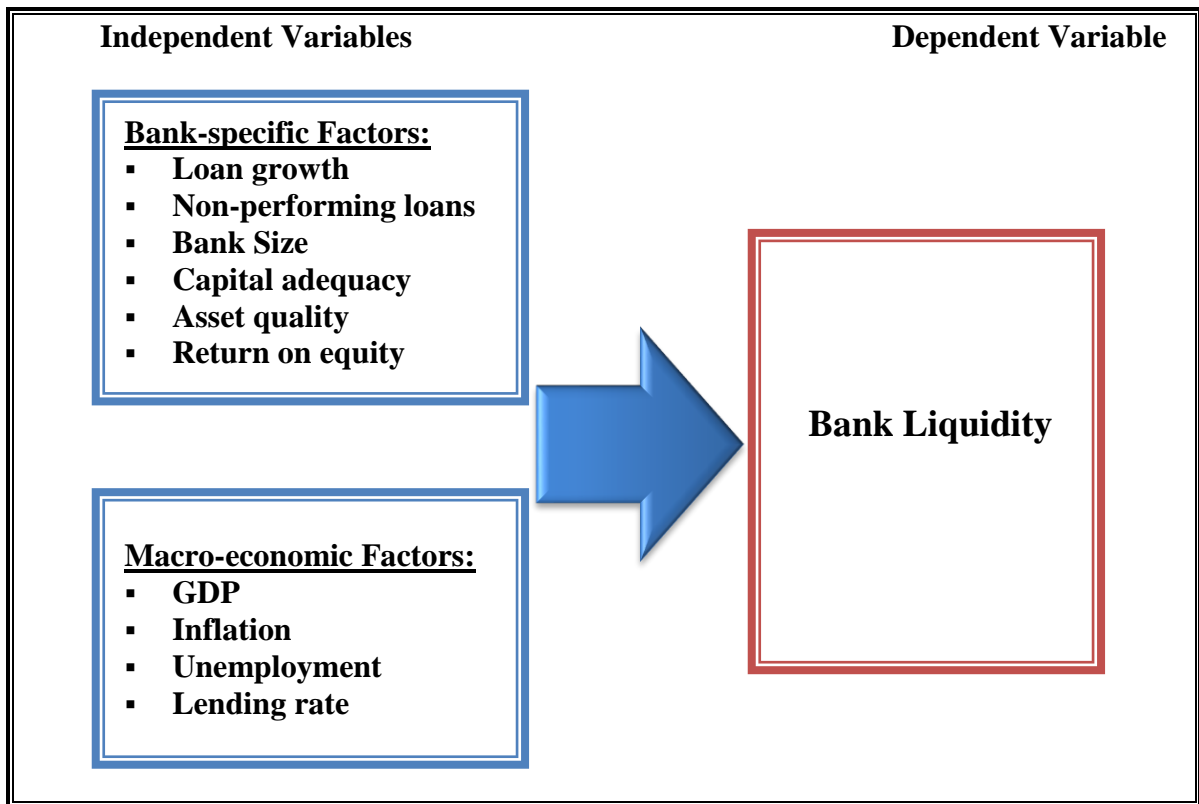 Independent Variables
Dependent Variable
Bank-specific Factors:
▪ Loan growth
▪ Non-performing loans
▪ Bank Size
▪ Capital adequacy
▪ Asset quality
▪ Return on equity
Bank Liquidity
Macro-economic Factors:
▪ GDP
▪ Inflation
▪ Unemployment
▪ Lending rate